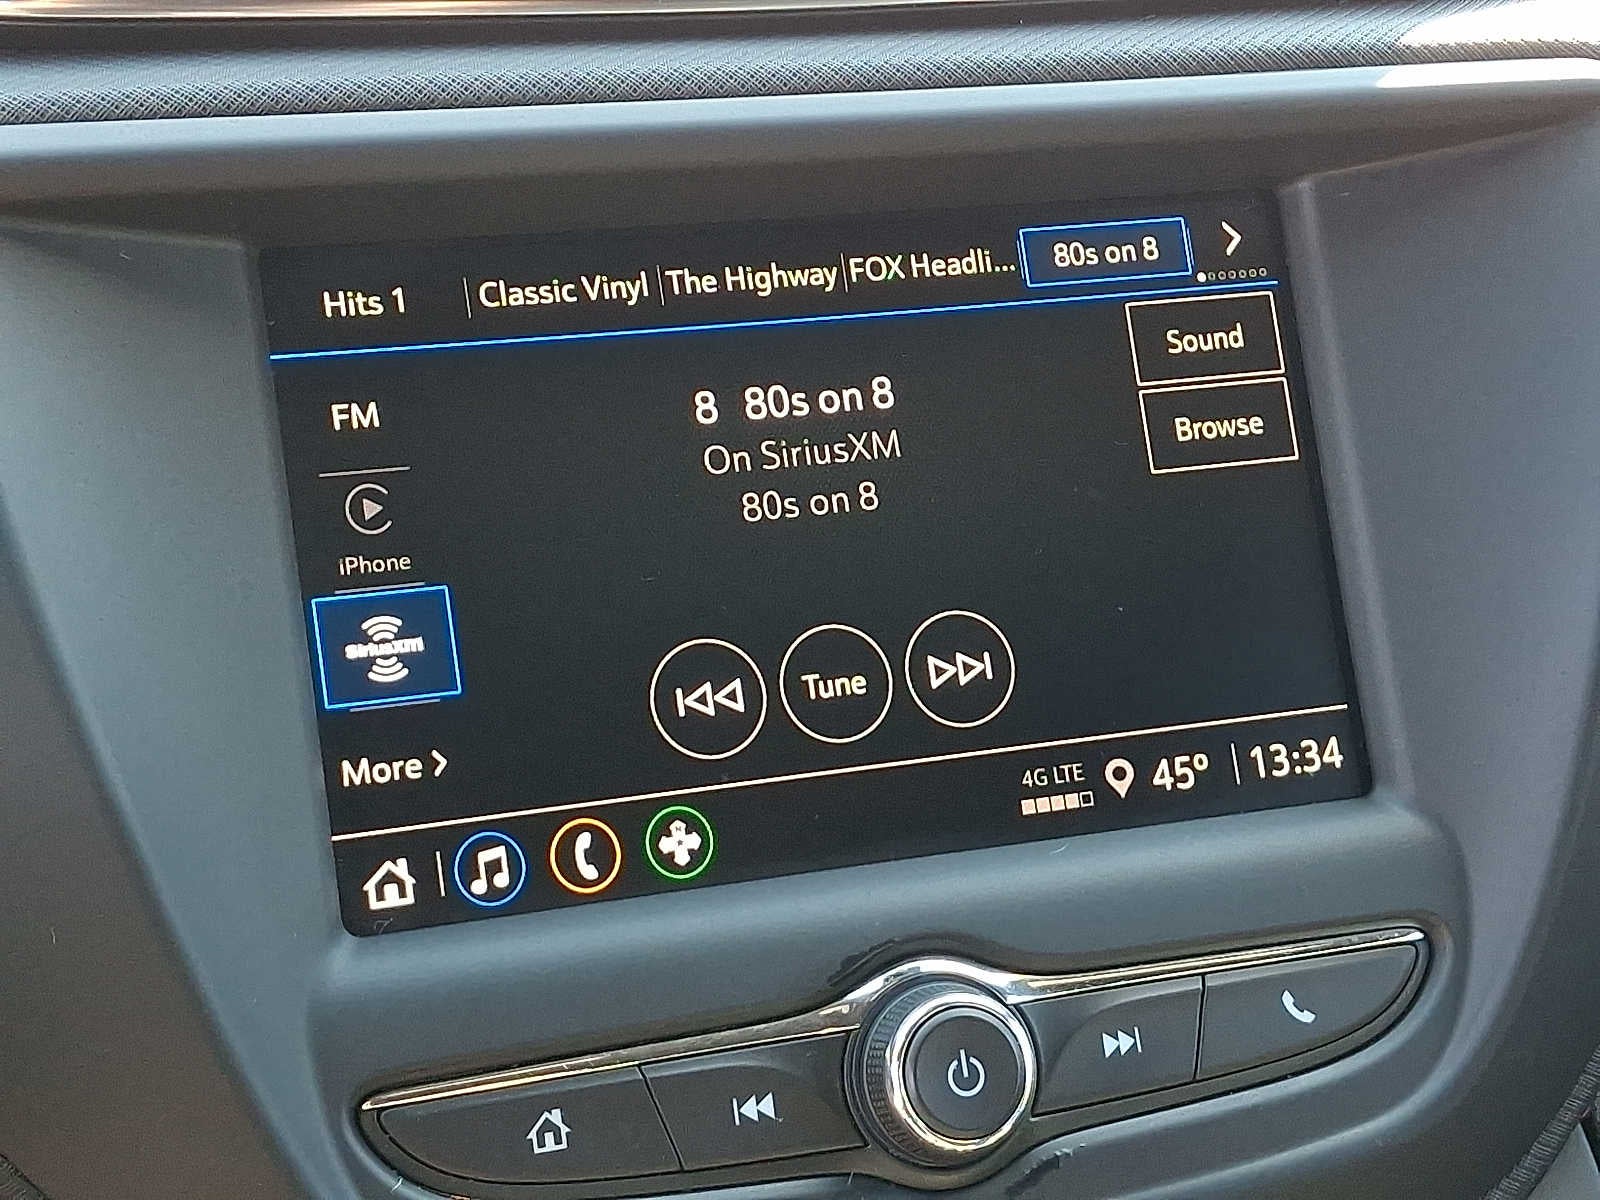 Hits 1
Classic Vinyl
The Highway
FOX Headli...
80s on 8
Sound
FM
8 80s on 8
On SiriusXM
80s on 8
Browse
iPhone
SiriusXM
Tune
More
4G LTE
45°
13:34